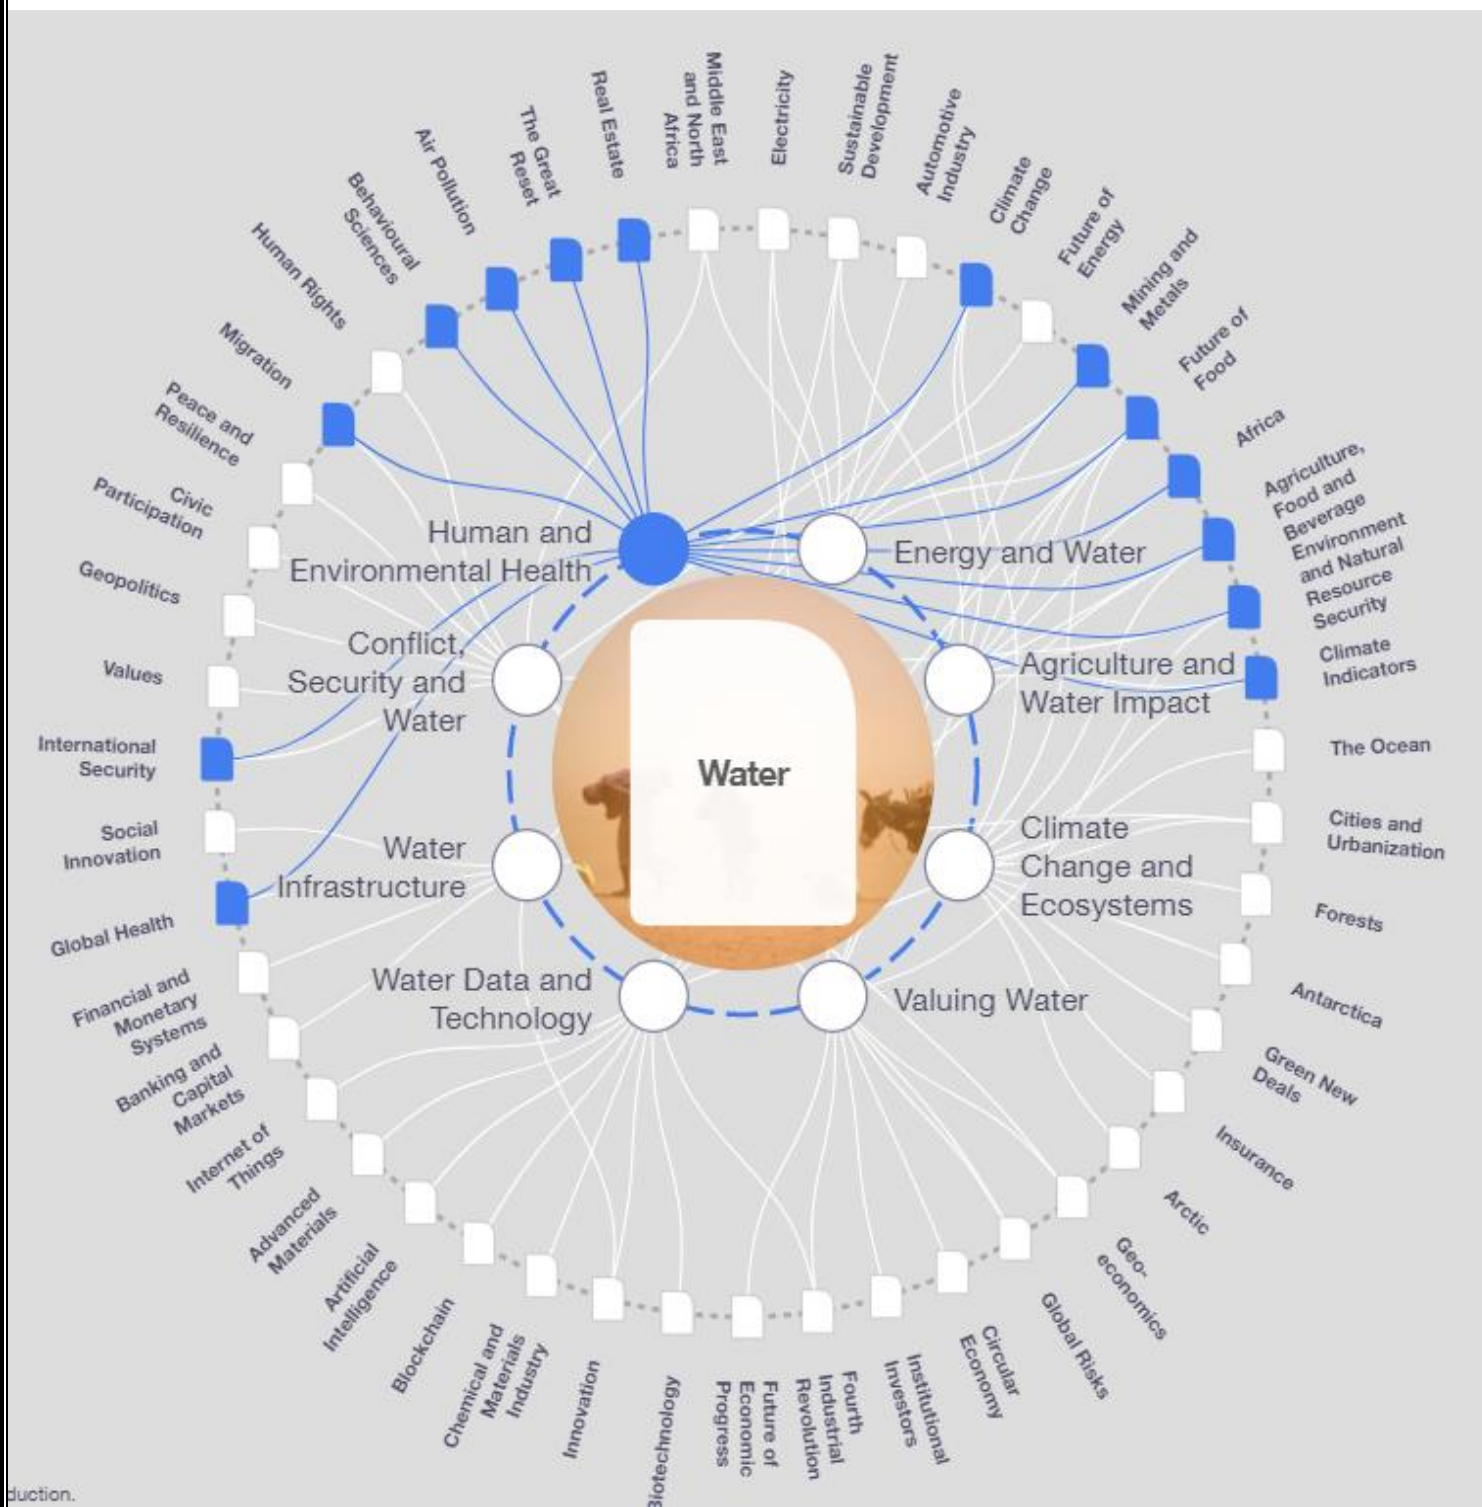 Middle East
and North
Africa
Electricity
Sustainable
Development
Automotive
Industry
Climate
Change
Future of
Energy
Mining and
Metals
Future of
Food
Africa
Agriculture,
Food and
Beverage
Environment
and Natural
Resource
Security
Climate
Indicators
The Ocean
Cities and
Urbanization
Forests
Antarctica
Green New
Deals
Insurance
Arctic
Geo-
economics
Global Risks
Circular
Economy
Institutional
Investors
Fourth
Industrial
Revolution
Future of
Economic
Progress
Biotechnology
Innovation
Chemical and
Materials
Industry
Blockchain
Artificial
Intelligence
Advanced
Materials
Internet of
Things
Banking and
Capital
Markets
Financial and
Monetary
Systems
Global Health
Social
Innovation
International
Security
Values
Geopolitics
Civic
Participation
Peace and
Resilience
Migration
Human Rights
Behavioural
Sciences
Air Pollution
The Great
Reset
Real Estate
Human and
Environmental Health
Energy and Water
Conflict,
Security and
Water
Agriculture and
Water Impact
Water
Water
Infrastructure
Climate
Change and
Ecosystems
Water Data and
Technology
Valuing Water
duction.